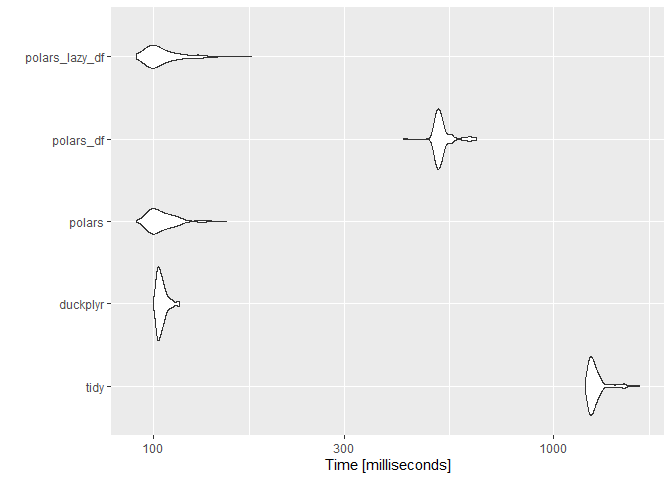 polars_lazy_df
polars_df
polars
duckplyr
tidy
100
300
1000
Time [milliseconds]